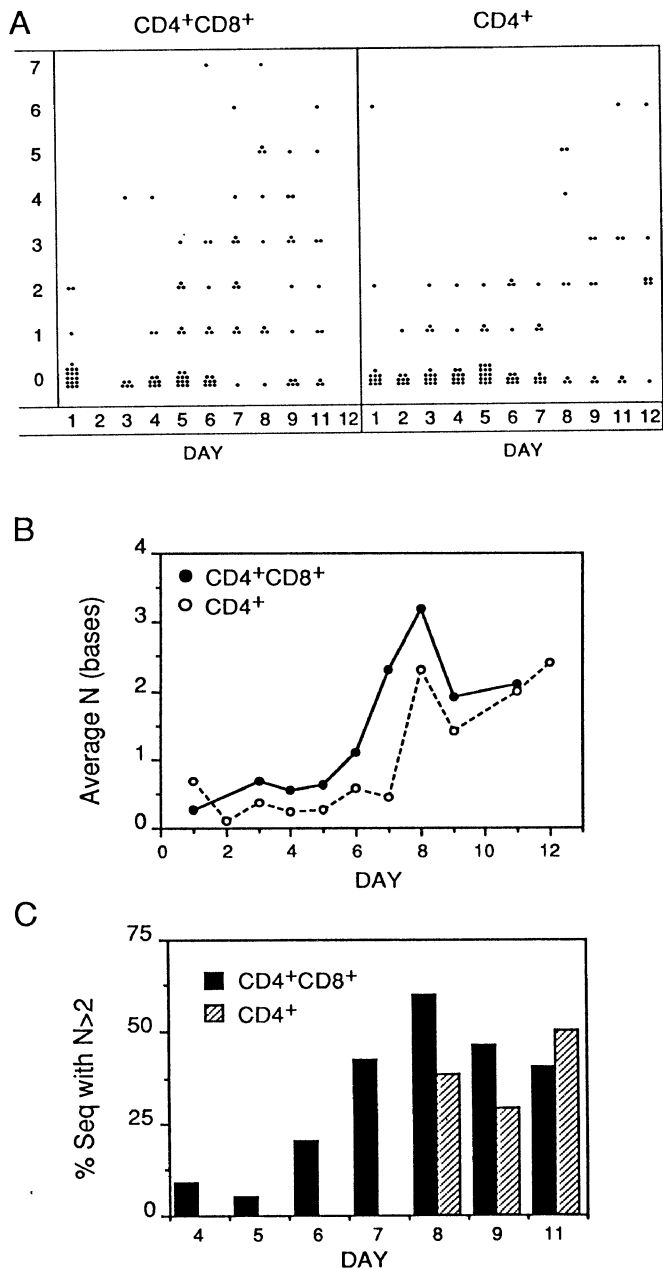 A
CD4+CD8+ CD4+
7
6
5
4
3
2
1
0
1 2 3 4 5 6 7 8 9 11 12 1 2 3 4 5 6 7 8 9 11 12
DAY DAY
B
Average N (bases)
4
3
2
1
0
CD4+CD8+
CD4+
0 2 4 6 8 10 12
DAY
C
% Seq with N>2
75
50
25
0
CD4+CD8+
CD4+
4 5 6 7 8 9 11
DAY